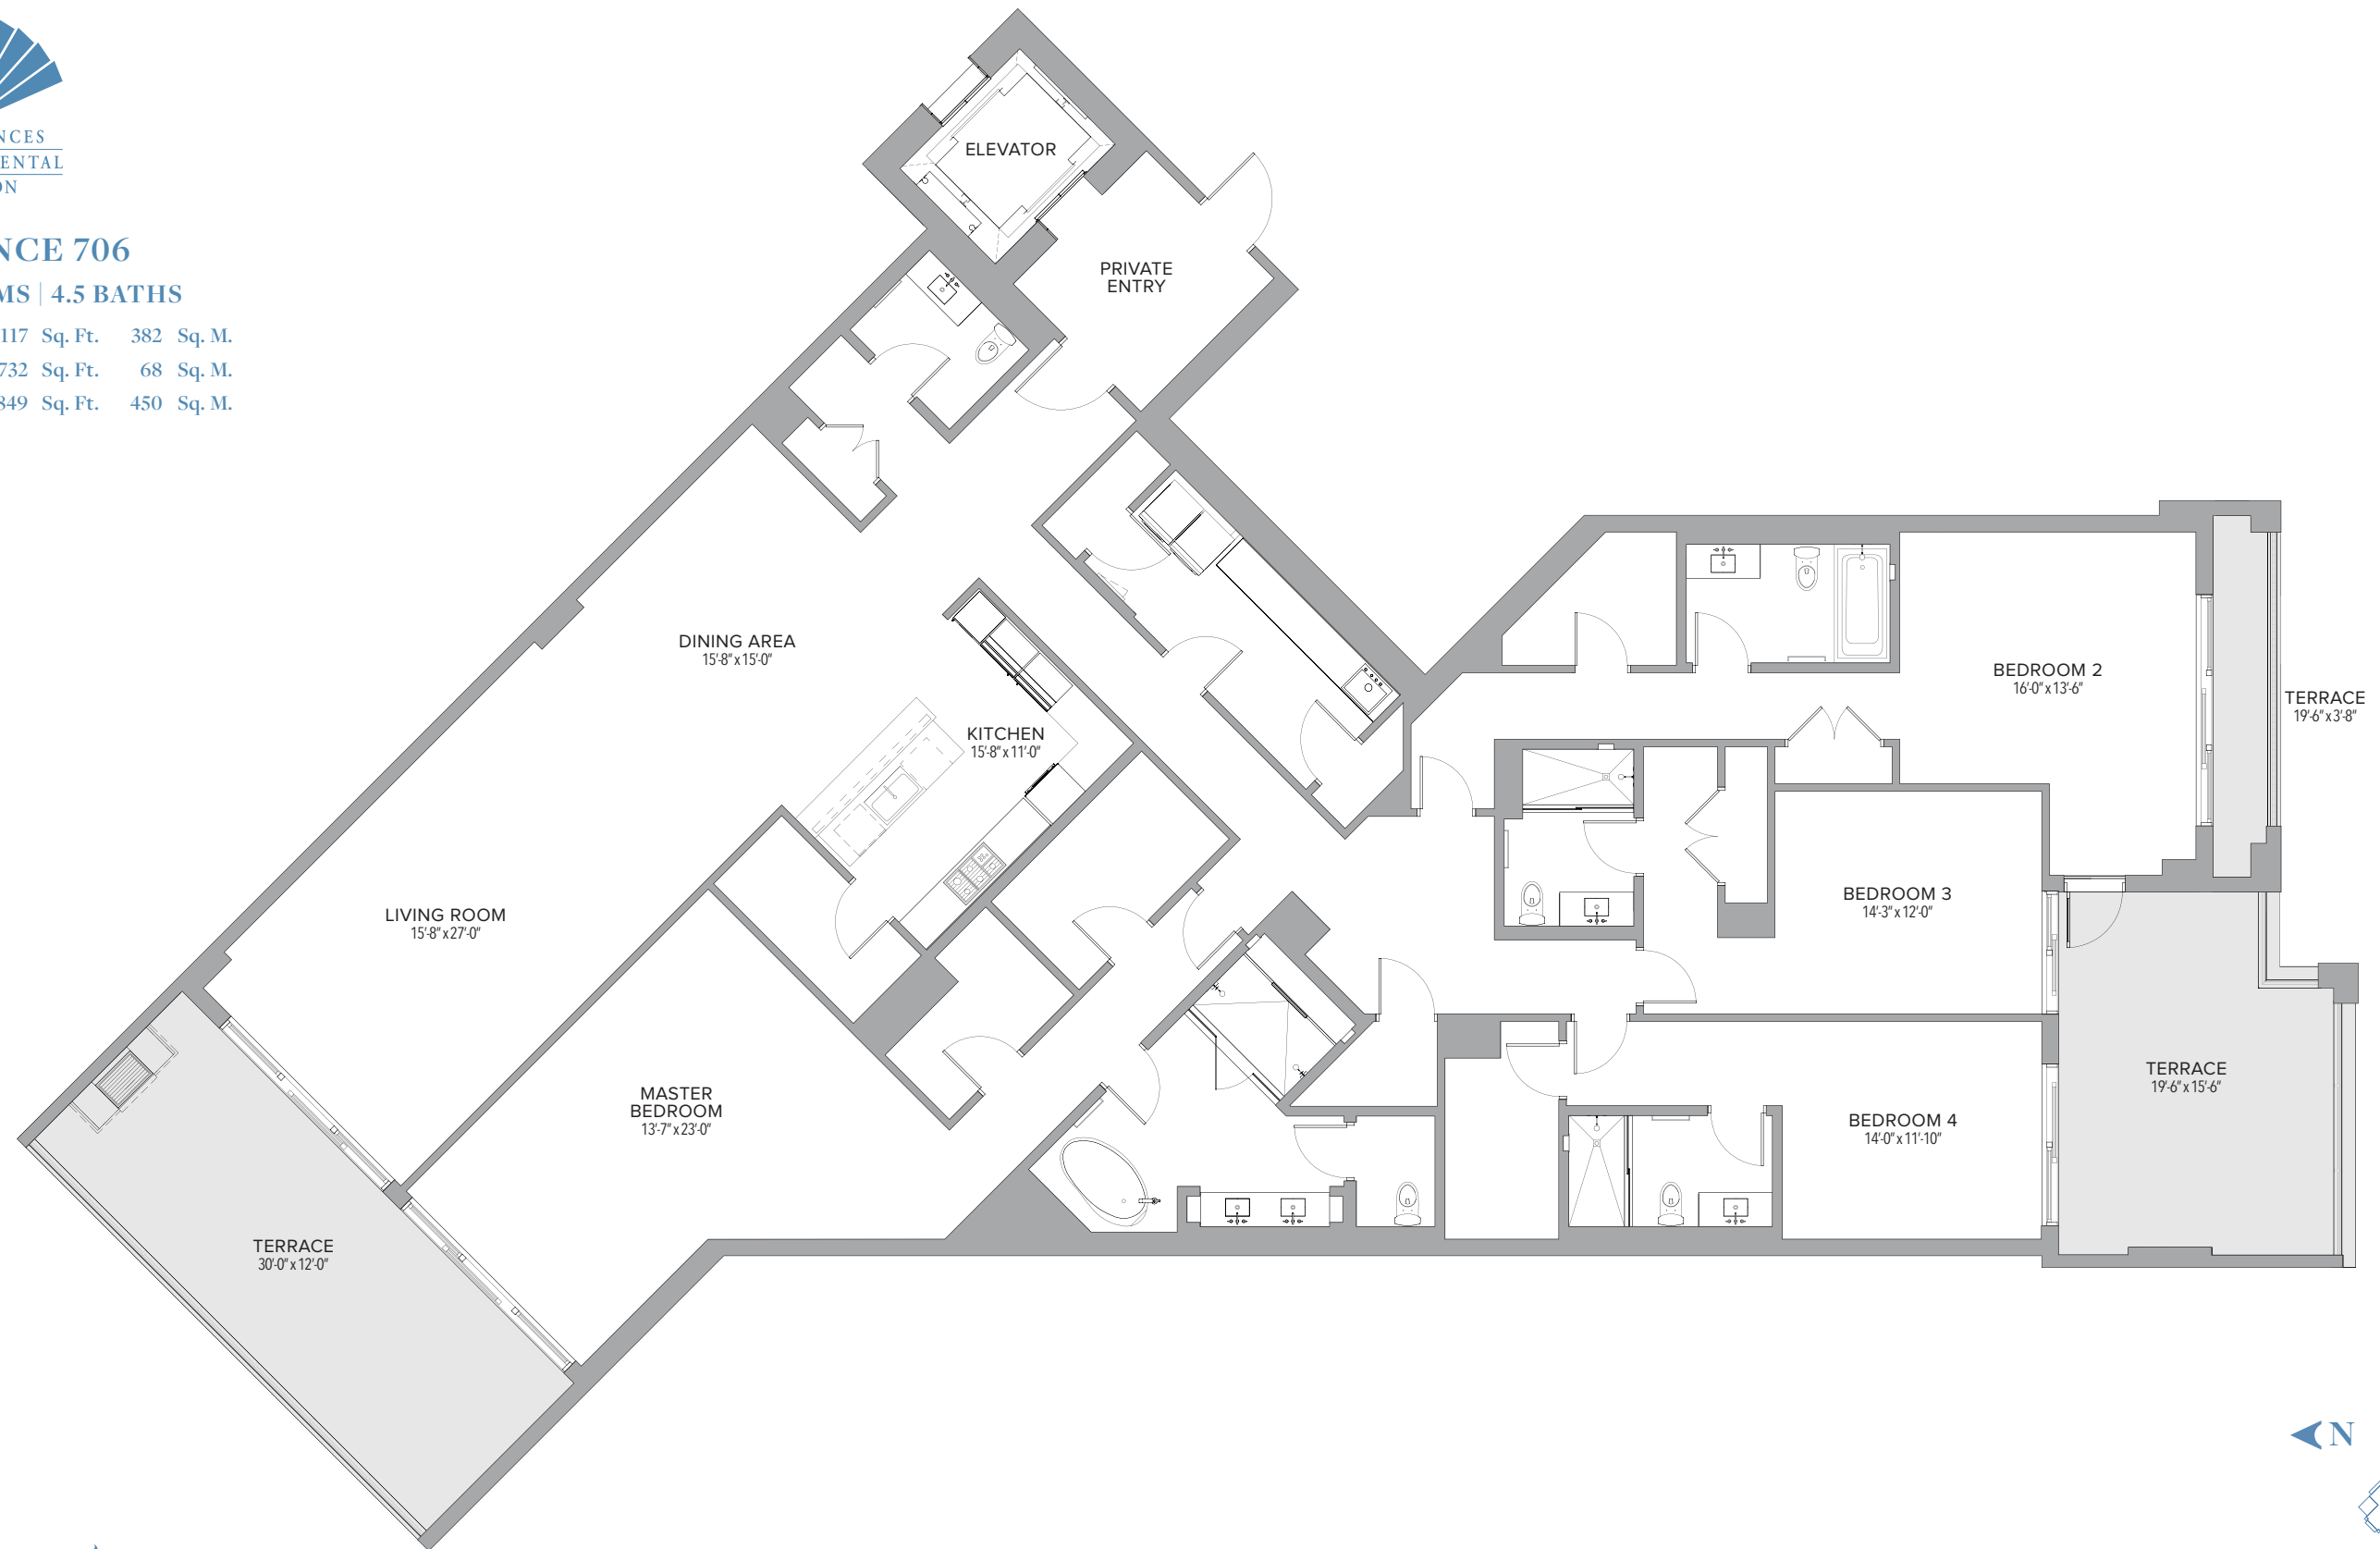 NCES
ENTAL
ON
NCE 706
MS | 4.5 BATHS
117 Sq. Ft. 382 Sq. M.
732 Sq. Ft. 68 Sq. M.
849 Sq. Ft. 450 Sq. M.
ELEVATOR
PRIVATE
ENTRY
DINING AREA
15'-8" x 15'-0"
KITCHEN
15'-8" x 11'-0"
BEDROOM 2
16'-0" x 13'-6"
TERRACE
19'-6" x 3'-8"
LIVING ROOM
15'-8" x 27'-0"
BEDROOM 3
14'-3" x 12'-0"
MASTER
BEDROOM
13'-7" x 23'-0"
TERRACE
19'-6" x 15'-6"
BEDROOM 4
14'-0" x 11'-10"
TERRACE
30'-0" x 12'-0"
N